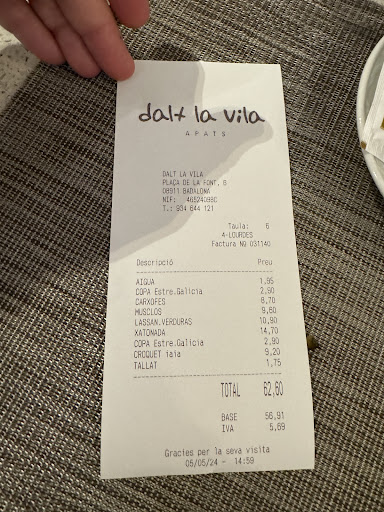 dalt la vila
APATS
DALT LA VILA
PLAÇA DE LA FONT, 6
08911 BADALONA
NIF:
T.: 934 644 121
Taula: 6
4-LOURDES
Factura Nº 031140
Descripció Preu
AIGUA 1,95
COPA Estre.Galicia 2,90
CARXOFES 8,70
MUSCLOS 9,60
LASSAN.VERDURAS 10,90
XATONADA 14,70
COPA Estre.Galicia 2,90
CROQUET iaia 9,20
TALLAT 1,75
TOTAL 62,60
BASE 56,91
IVA 5,69
Gracies per la seva visita
05/05/24 - 14:59